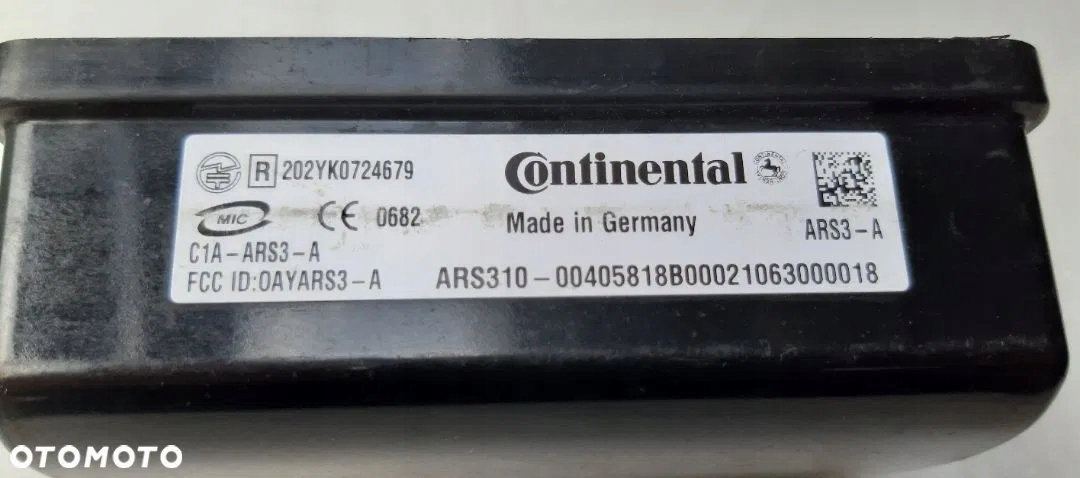 R 202YK0724679
Continental
MIC
CE 0682
Made in Germany
ARS3-A
C1A-ARS3-A
FCC ID:OAYARS3-A
ARS310-00405818B00021063000018
OTOMOTO